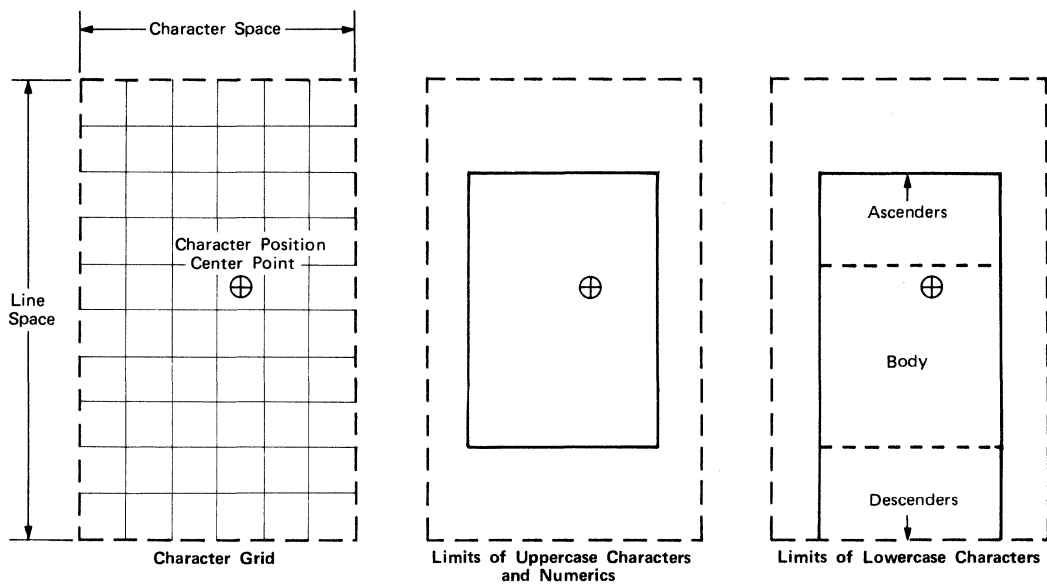 Character Space
Line
Space
Character Position
Center Point
Character Grid
Limits of Uppercase Characters
and Numerics
Ascenders
Body
Descenders
Limits of Lowercase Characters